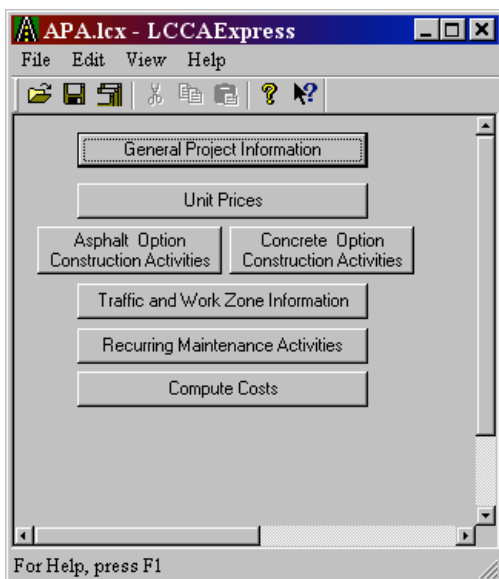 APA.lcx - LCCAExpress
File Edit View Help
General Project Information
Unit Prices
Asphalt Option
Construction Activities
Concrete Option
Construction Activities
Traffic and Work Zone Information
Recurring Maintenance Activities
Compute Costs
For Help, press F1